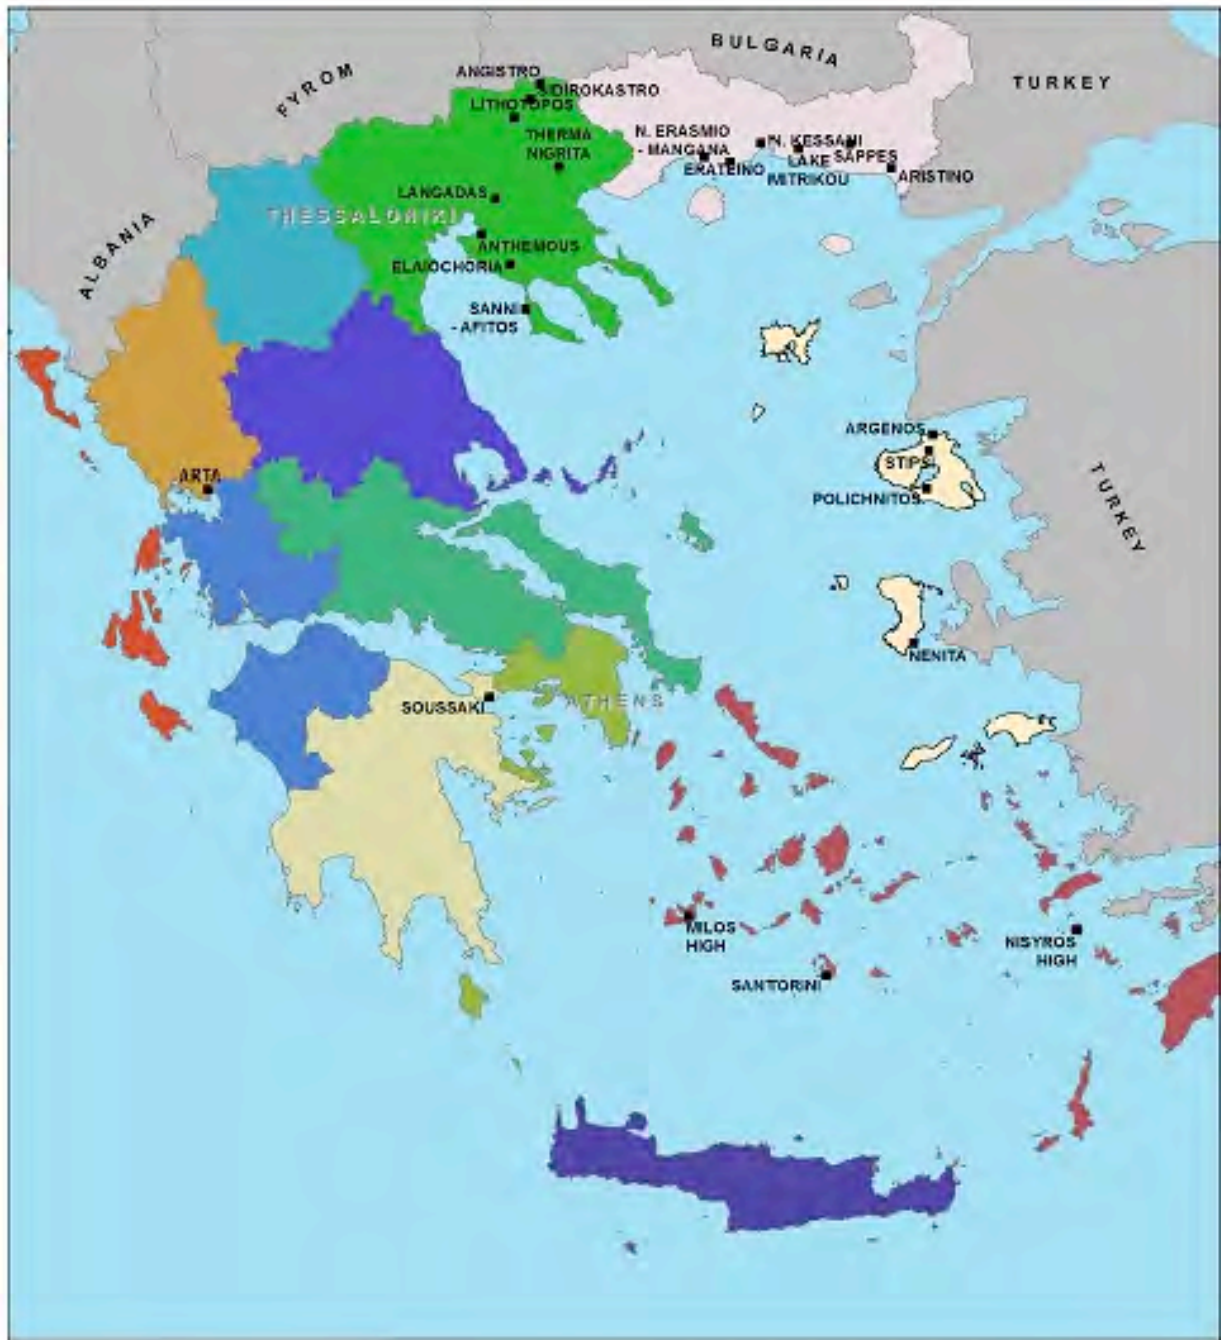 BULGARIA
FYROM
TURKEY
ANGISTRO
SIDIROKASTRO
LITHOTOPOS
THERMA
NIGRITA
N. ERASMIO
- MANGANA
ERATEINO
N. KESSANI
LAKE
MITRIKOU
SAPPES
ARISTINO
LANGADAS
THESSALONIKI
ALBANIA
ANTHEMOUS
ELAIOCHORIA
SANNI
- AFITOS
ARGENOS
STIPSI
POLICHNITOS
TURKEY
ARTA
NENITA
SOUSSAKI
ATHENS
MILOS
HIGH
NISYROS
HIGH
SANTORINI